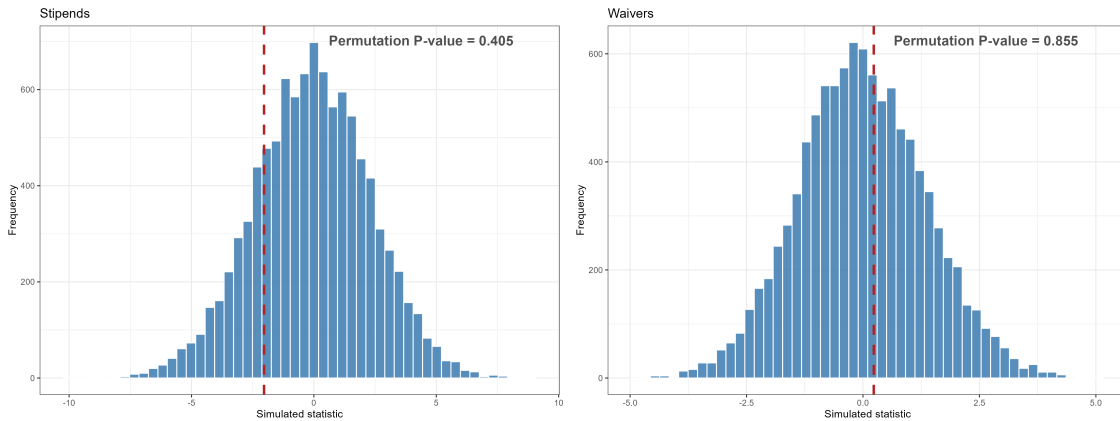 Stipends
Permutation P-value = 0.405
600
400
200
0
Frequency
-10
-5
0
5
10
Simulated statistic
Waivers
Permutation P-value = 0.855
600
400
200
0
Frequency
-5.0
-2.5
0.0
2.5
5.0
Simulated statistic